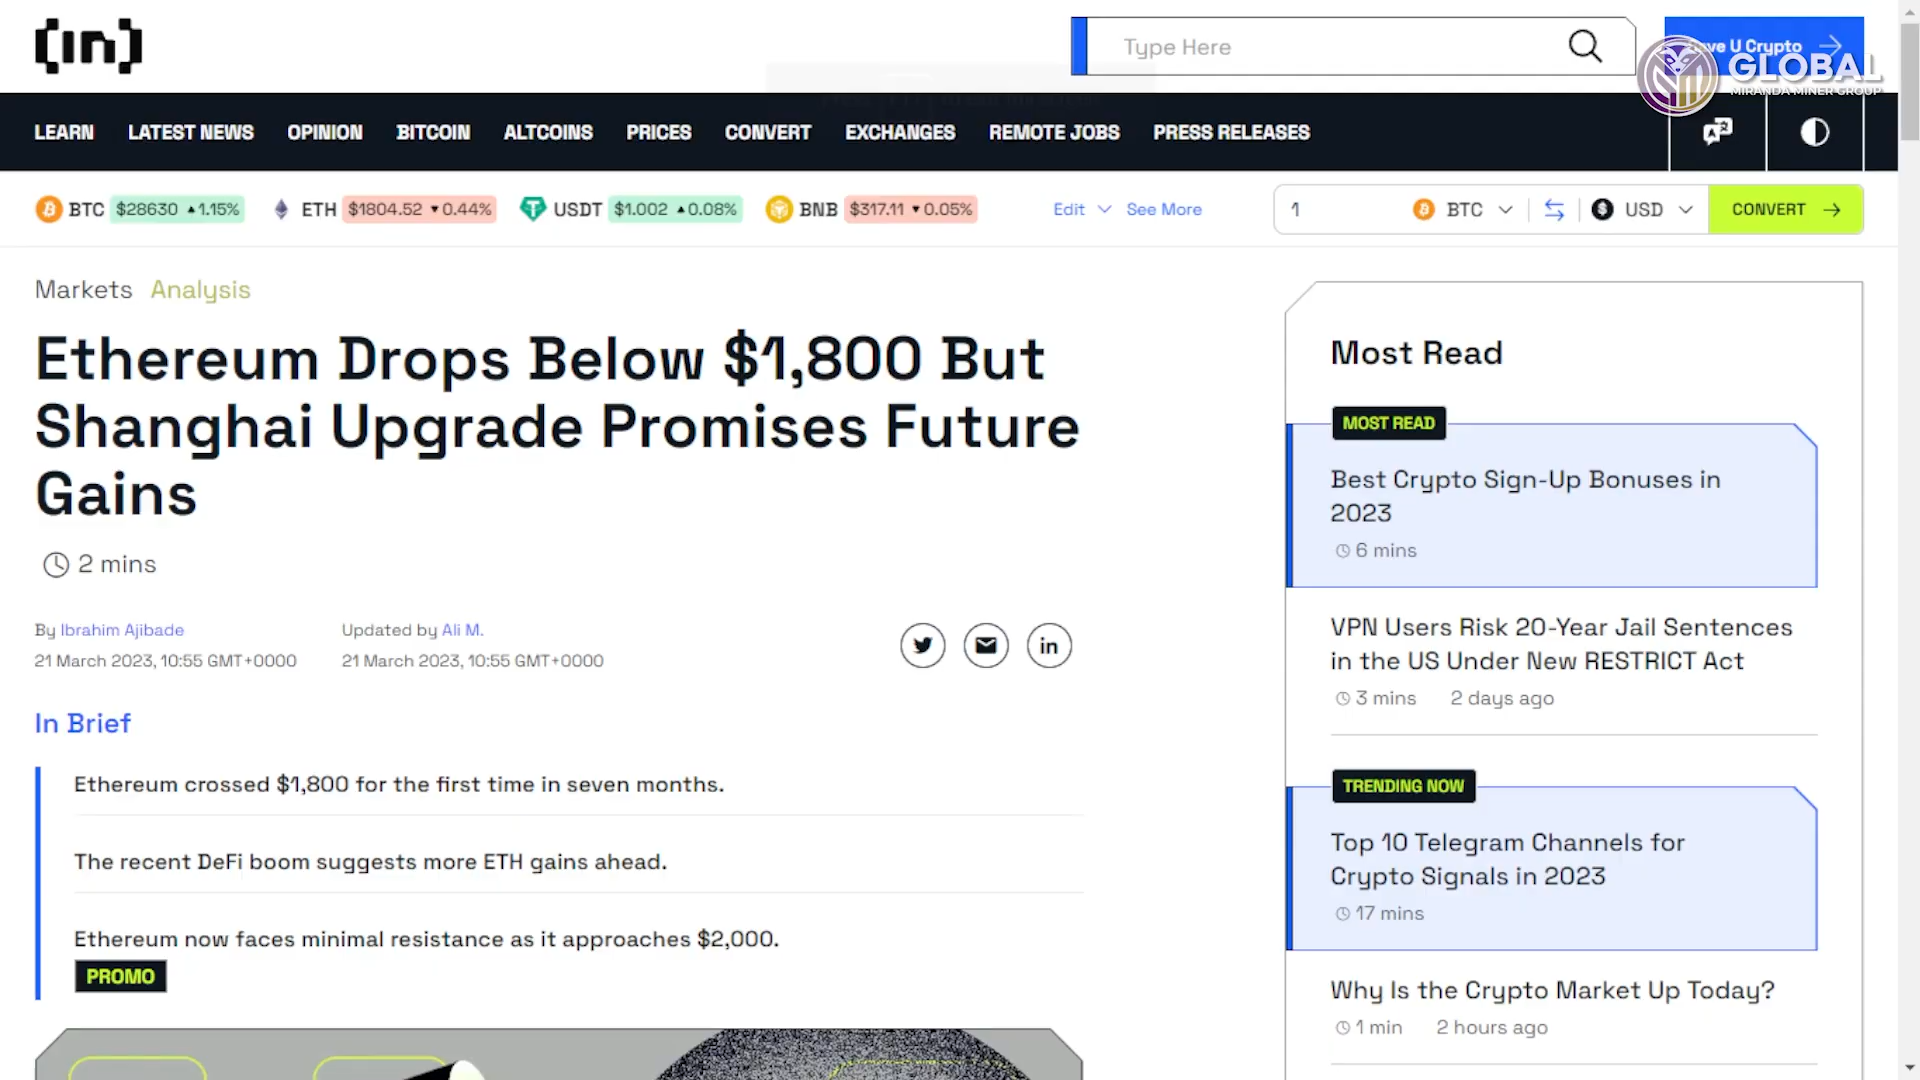 [in]
Type Here
U Crypto
GLOBAL
MIRANDA MINER GROUP
LEARN LATEST NEWS OPINION BITCOIN ALTCOINS PRICES CONVERT EXCHANGES REMOTE JOBS PRESS RELEASES
BTC $28630 ▲1.15% ETH $1804.52 ▼0.44% USDT $1.002 ▲0.08% BNB $317.11 ▼0.05% Edit See More 1 BTC USD CONVERT →
Markets Analysis
Ethereum Drops Below $1,800 But
Shanghai Upgrade Promises Future
Gains
2 mins
By Ibrahim Ajibade
21 March 2023, 10:55 GMT+0000
Updated by Ali M.
21 March 2023, 10:55 GMT+0000
in
In Brief
Ethereum crossed $1,800 for the first time in seven months.
The recent DeFi boom suggests more ETH gains ahead.
Ethereum now faces minimal resistance as it approaches $2,000.
PROMO
Most Read
MOST READ
Best Crypto Sign-Up Bonuses in
2023
6 mins
VPN Users Risk 20-Year Jail Sentences
in the US Under New RESTRICT Act
3 mins 2 days ago
TRENDING NOW
Top 10 Telegram Channels for
Crypto Signals in 2023
17 mins
Why Is the Crypto Market Up Today?
1 min 2 hours ago